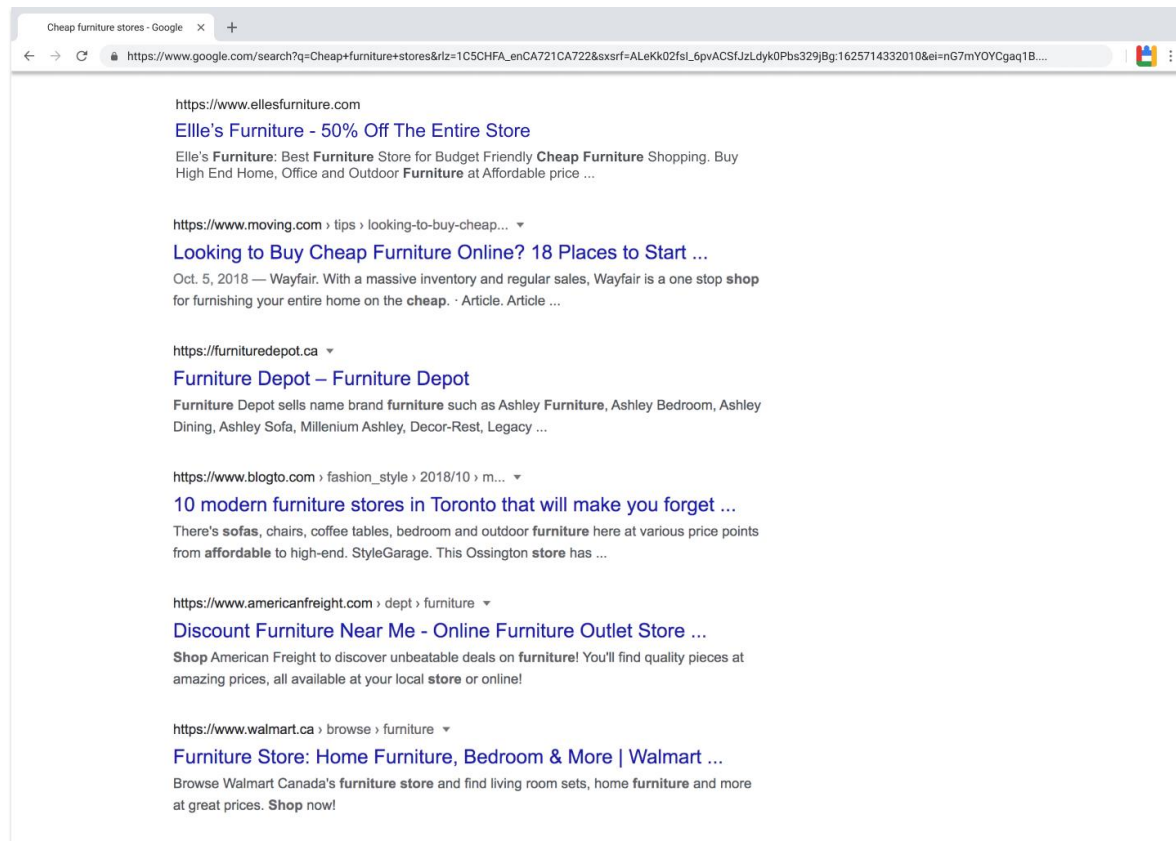 Cheap furniture stores - Google
https://www.google.com/search?q=Cheap+furniture+stores&rlz=1C5CHFA_enCA721CA722&sxsrf=ALeKk02fsI_6pvACSfJzLdyk0Pbs329jBg:1625714332010&ei=nG7mYOYCgaq1B....
https://www.ellesfurniture.com
Ellle’s Furniture - 50% Off The Entire Store
Elle’s Furniture: Best Furniture Store for Budget Friendly Cheap Furniture Shopping. Buy
High End Home, Office and Outdoor Furniture at Affordable price ...
https://www.moving.com › tips › looking-to-buy-cheap...
Looking to Buy Cheap Furniture Online? 18 Places to Start ...
Oct. 5, 2018 — Wayfair. With a massive inventory and regular sales, Wayfair is a one stop shop
for furnishing your entire home on the cheap. · Article. Article ...
https://furnituredepot.ca
Furniture Depot – Furniture Depot
Furniture Depot sells name brand furniture such as Ashley Furniture, Ashley Bedroom, Ashley
Dining, Ashley Sofa, Millenium Ashley, Decor-Rest, Legacy ...
https://www.blogto.com › fashion_style › 2018/10 › m...
10 modern furniture stores in Toronto that will make you forget ...
There's sofas, chairs, coffee tables, bedroom and outdoor furniture here at various price points
from affordable to high-end. StyleGarage. This Ossington store has ...
https://www.americanfreight.com › dept › furniture
Discount Furniture Near Me - Online Furniture Outlet Store ...
Shop American Freight to discover unbeatable deals on furniture! You'll find quality pieces at
amazing prices, all available at your local store or online!
https://www.walmart.ca › browse › furniture
Furniture Store: Home Furniture, Bedroom & More | Walmart ...
Browse Walmart Canada's furniture store and find living room sets, home furniture and more
at great prices. Shop now!